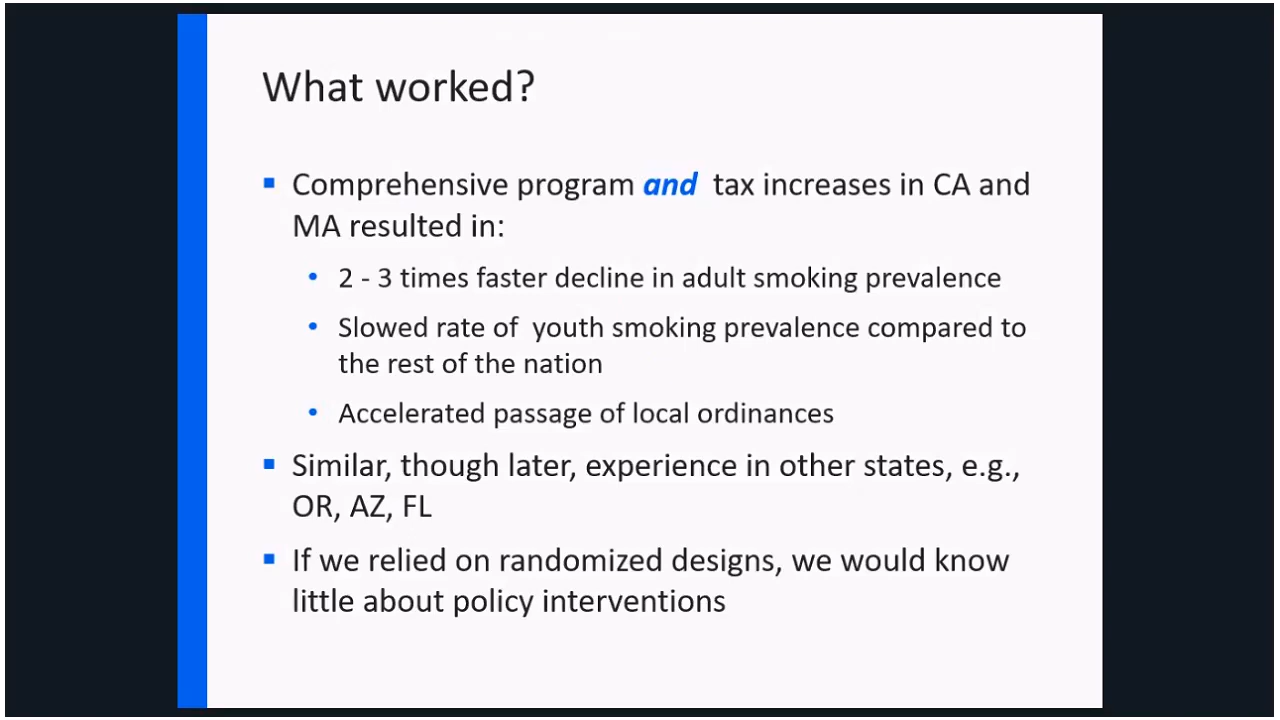 What worked?
Comprehensive program and tax increases in CA and
MA resulted in:
2 - 3 times faster decline in adult smoking prevalence
Slowed rate of youth smoking prevalence compared to
the rest of the nation
Accelerated passage of local ordinances
Similar, though later, experience in other states, e.g.,
OR, AZ, FL
If we relied on randomized designs, we would know
little about policy interventions